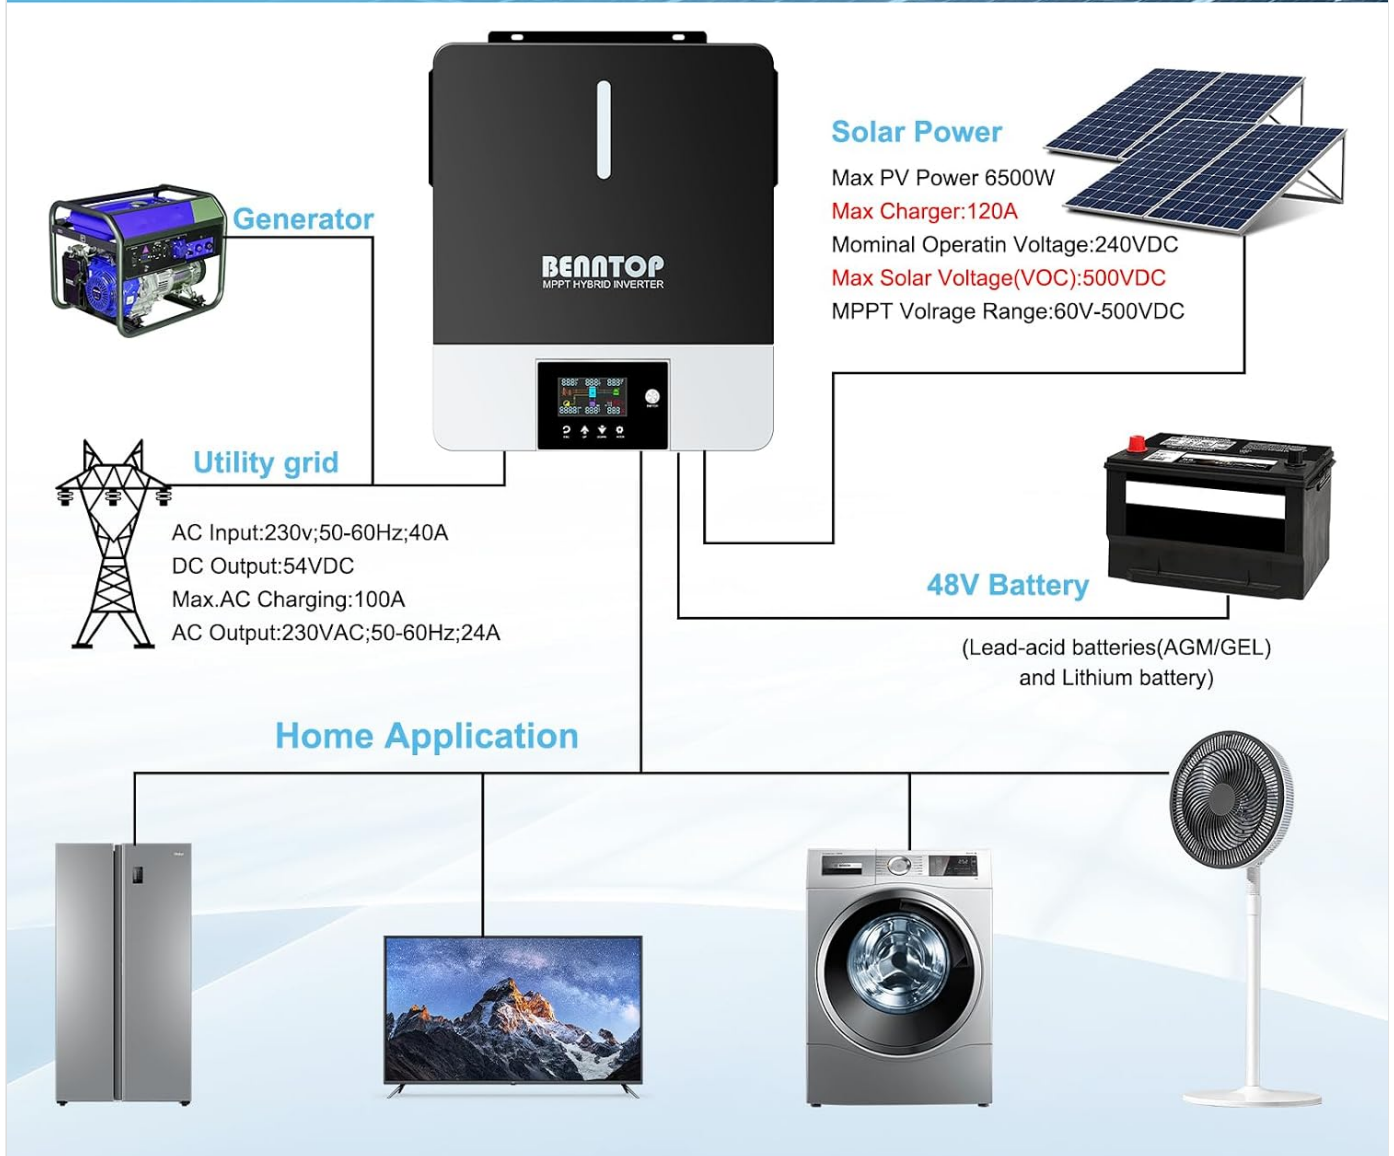 BENNTOP
MPPT HYBRID INVERTER
Generator
Solar Power
Max PV Power 6500W
Max Charger:120A
Mominal Operatin Voltage:240VDC
Max Solar Voltage(VOC):500VDC
MPPT Volrage Range:60V-500VDC
Utility grid
AC Input:230v;50-60Hz;40A
DC Output:54VDC
Max.AC Charging:100A
AC Output:230VAC;50-60Hz;24A
48V Battery
(Lead-acid batteries(AGM/GEL)
and Lithium battery)
Home Application